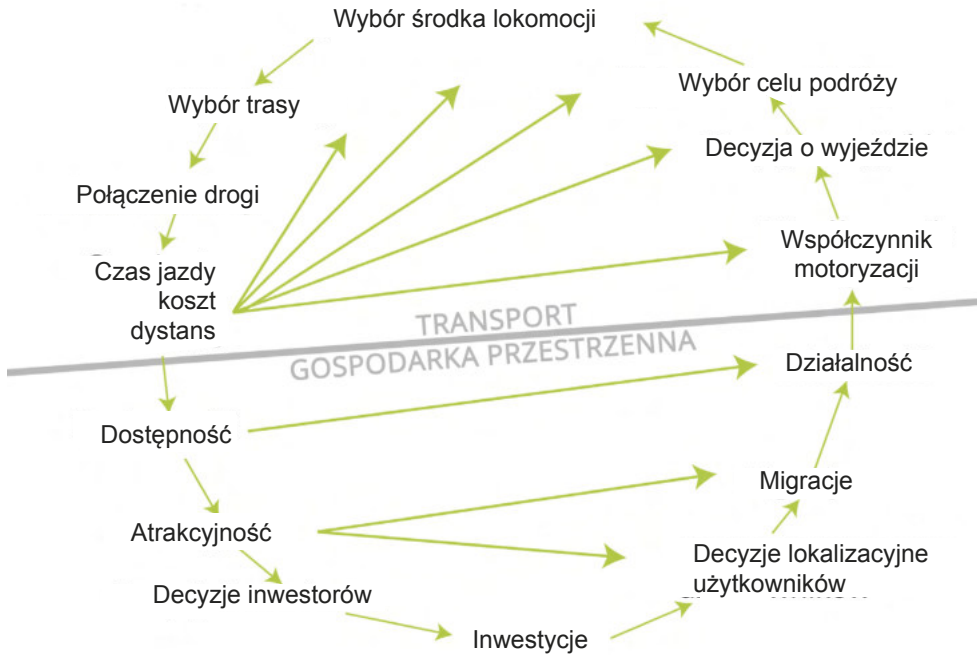 Wybór środka lokomocji
Wybór celu podróży
Wybór trasy
Decyzja o wyjeździe
Połączenie drogi
Współczynnik
motoryzacji
Czas jazdy
koszt
dystans
TRANSPORT
GOSPODARKA PRZESTRZENNA
Działalność
Dostępność
Migracje
Atrakcyjność
Decyzje lokalizacyjne
użytkowników
Decyzje inwestorów
Inwestycje